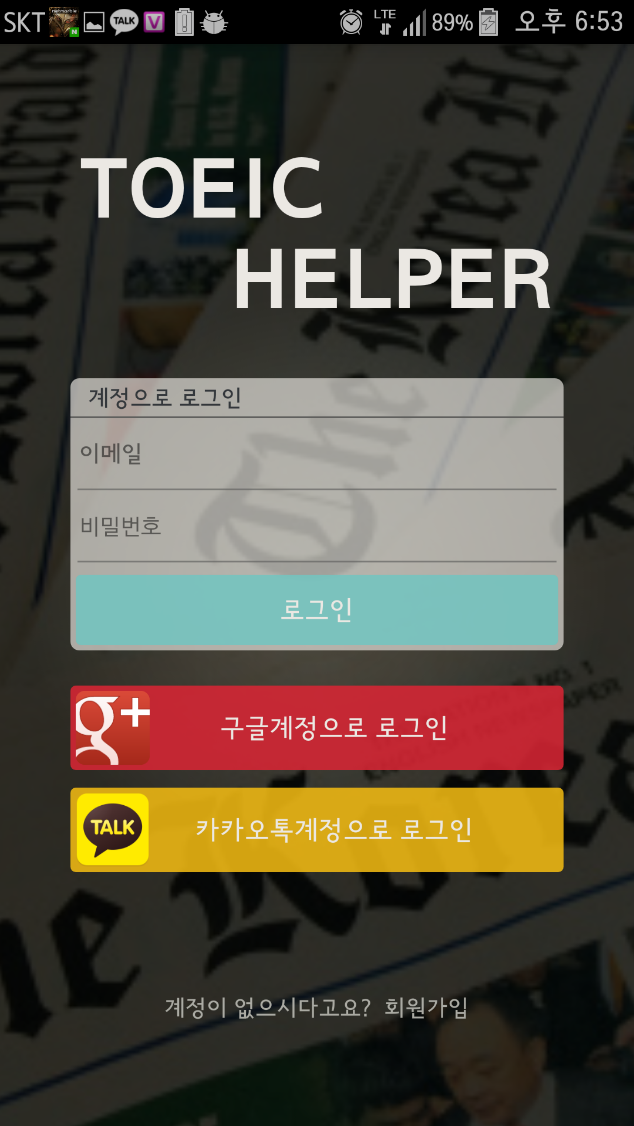 SKT TALK V LTE 89% 오후 6:53
TOEIC
HELPER
계정으로 로그인
이메일
비밀번호
로그인
g+ 구글계정으로 로그인
TALK 카카오톡계정으로 로그인
계정이 없으시다고요? 회원가입